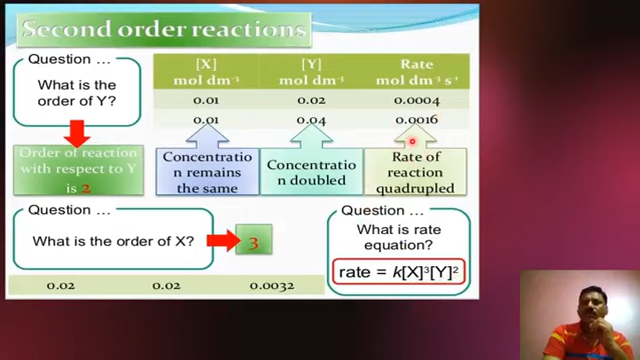 Second order reactions
Question …
What is the
order of Y?
[X]
mol dm⁻³
[Y]
mol dm⁻³
Rate
mol dm⁻³ s⁻¹
0.01 0.02 0.0004
0.01 0.04 0.0016
Order of reaction
with respect to Y
is 2
Concentratio
n remains
the same
Concentratio
n doubled
Rate of
reaction
quadrupled
Question …
What is the order of X?
3
Question …
What is rate
equation?
rate = k[X]³[Y]²
0.02 0.02 0.0032